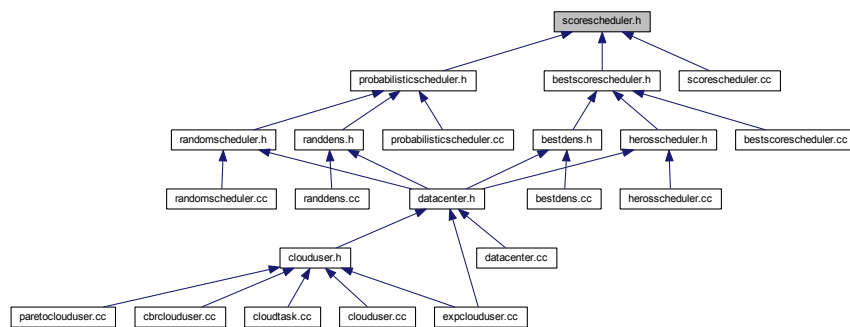 scorescheduler.h
probabilisticscheduler.h
bestscorescheduler.h
scorescheduler.cc
randomscheduler.h
randdens.h
probabilisticscheduler.cc
bestdens.h
herosscheduler.h
bestscorescheduler.cc
randomscheduler.cc
randdens.cc
datacenter.h
bestdens.cc
herosscheduler.cc
clouduser.h
datacenter.cc
paretoclouduser.cc
cbrclouduser.cc
cloudtask.cc
clouduser.cc
expclouduser.cc